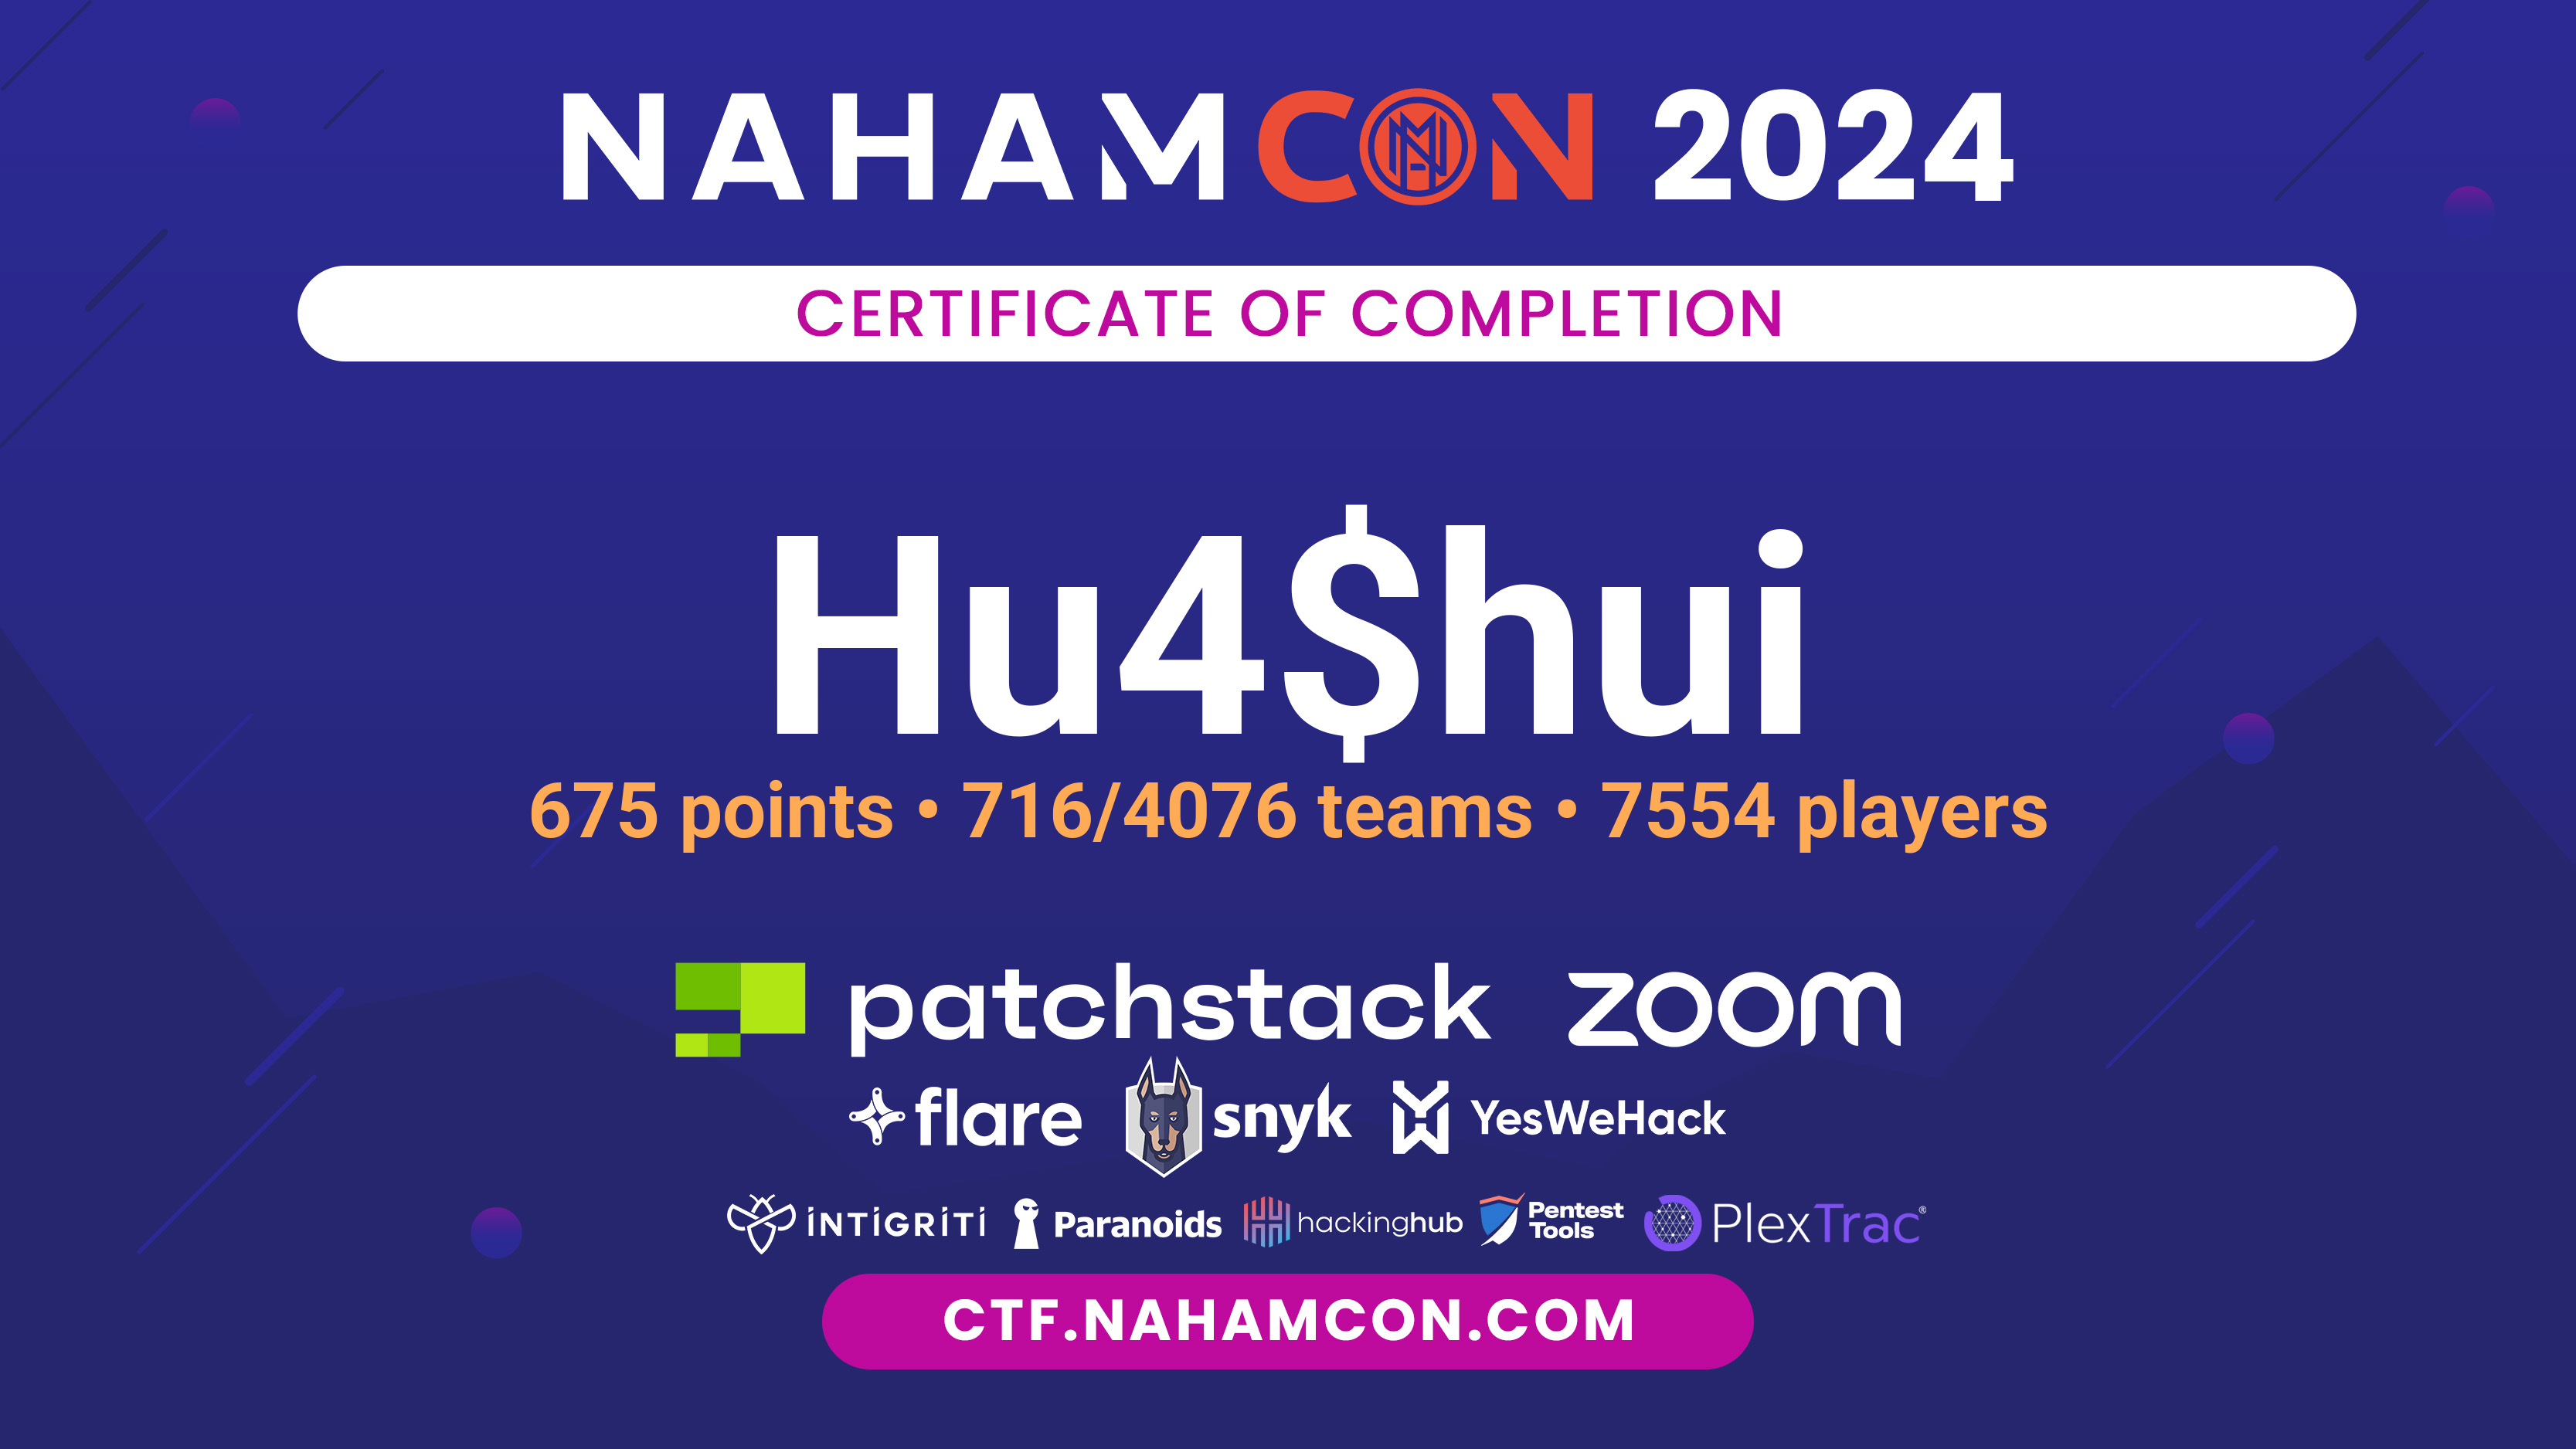 NAHAMCON 2024
CERTIFICATE OF COMPLETION
Hu4$hui
675 points • 716/4076 teams • 7554 players
patchstack zoom
flare snyk YesWeHack
INTIGRITI Paranoids hackinghub Pentest Tools PlexTrac®
CTF.NAHAMCON.COM